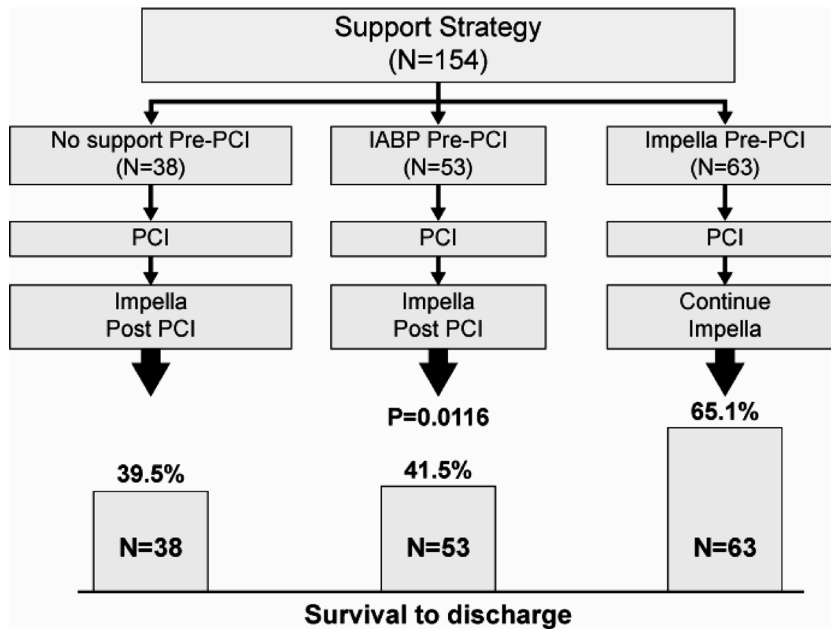 Support Strategy
(N=154)
No support Pre-PCI
(N=38)
IABP Pre-PCI
(N=53)
Impella Pre-PCI
(N=63)
PCI
PCI
PCI
Impella
Post PCI
Impella
Post PCI
Continue
Impella
39.5%
P=0.0116
41.5%
65.1%
N=38
N=53
N=63
Survival to discharge